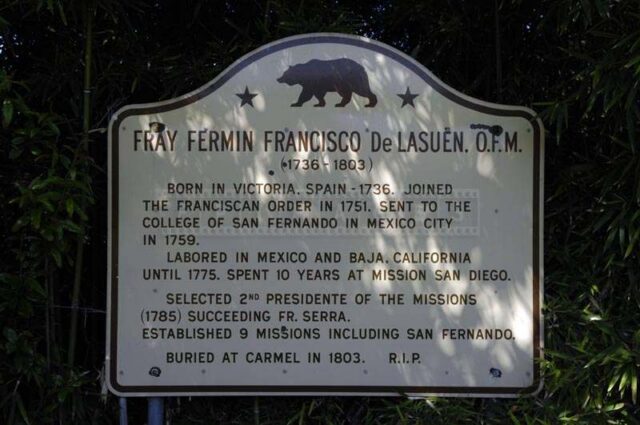 FRAY FERMIN FRANCISCO De LASUÉN, O.F.M.
(1736 - 1803)
BORN IN VICTORIA, SPAIN - 1736. JOINED
THE FRANCISCAN ORDER IN 1751. SENT TO THE
COLLEGE OF SAN FERNANDO IN MEXICO CITY
IN 1759.
LABORED IN MEXICO AND BAJA, CALIFORNIA
UNTIL 1775. SPENT 10 YEARS AT MISSION SAN DIEGO.
SELECTED 2ND PRESIDENTE OF THE MISSIONS
(1785) SUCCEEDING FR. SERRA.
ESTABLISHED 9 MISSIONS INCLUDING SAN FERNANDO.
BURIED AT CARMEL IN 1803. R.I.P.